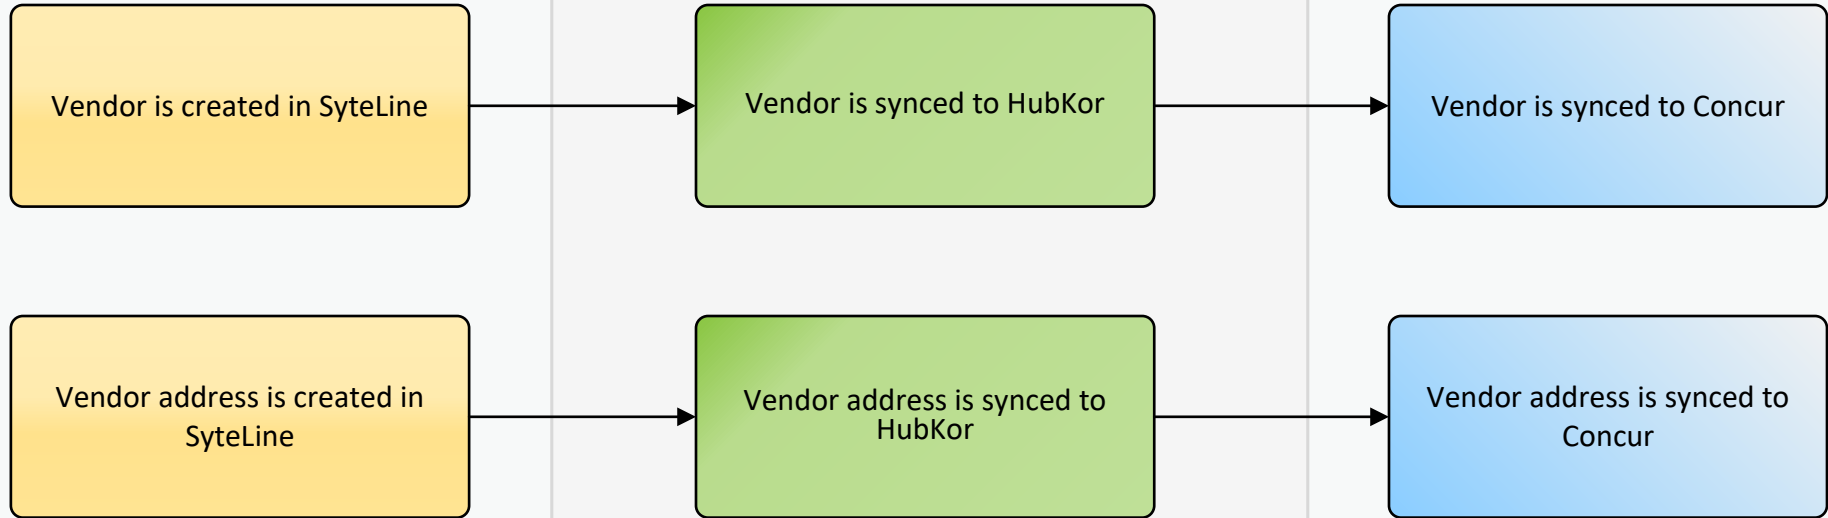 Vendor is created in SyteLine
Vendor is synced to HubKor
Vendor is synced to Concur
Vendor address is created in
SyteLine
Vendor address is synced to
HubKor
Vendor address is synced to
Concur